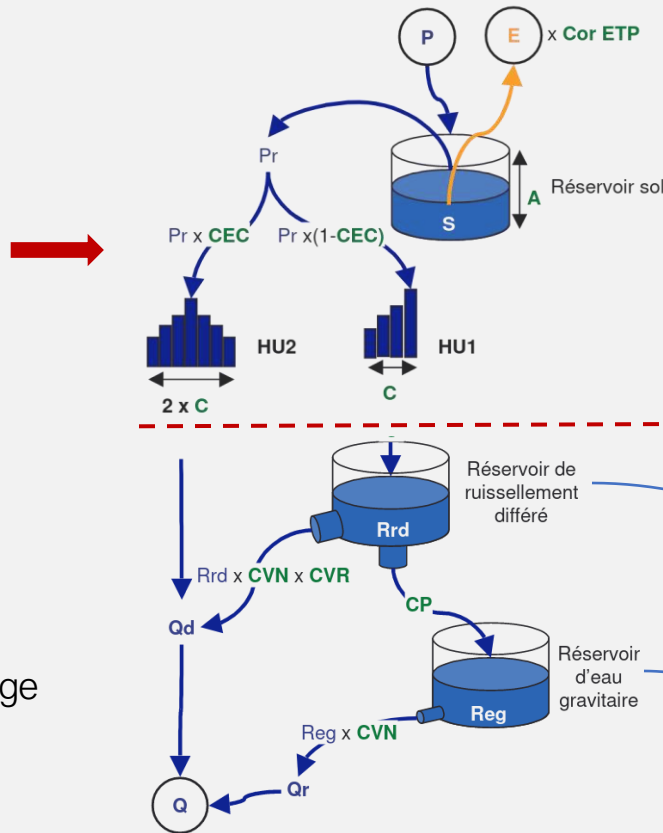 P
E x Cor ETP
Pr
A
Réservoir sol
S
Pr x CEC
Pr x(1-CEC)
HU2
HU1
2 x C
C
Réservoir de
ruissellement
différé
Rrd
Rrd x CVN x CVR
CP
Qd
Réservoir
d'eau
gravitaire
ge
Reg
Reg x CVN
Qr
Q